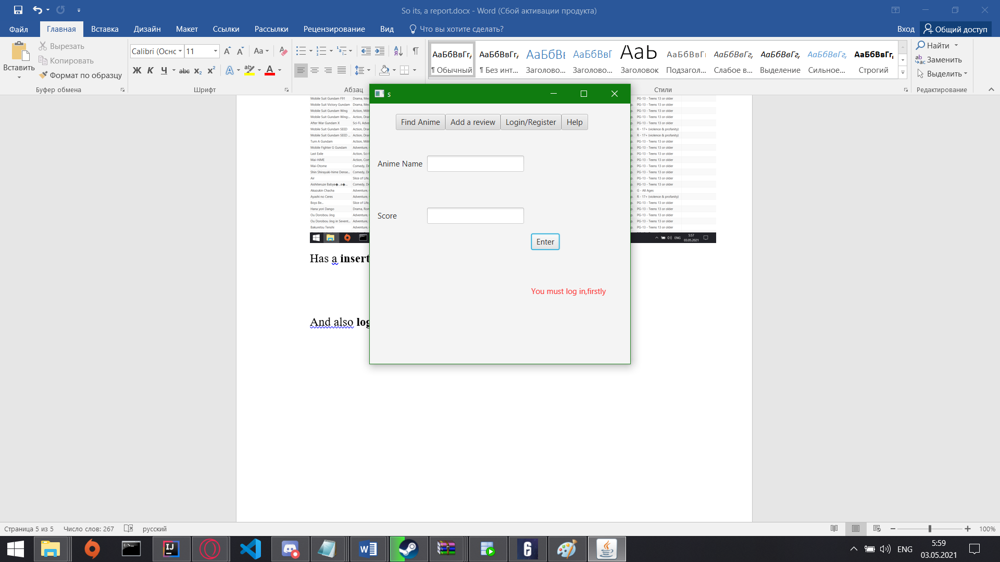 So its, a report.docx - Word (Сбой активации продукта)
Файл Главная Вставка Дизайн Макет Ссылки Рассылки Рецензирование Вид Что вы хотите сделать? Вход Общий доступ
Вставить
Вырезать
Копировать
Формат по образцу
Буфер обмена
Calibri (Оснс 11
Ж К Ч abc x₂ x²
Шрифт
Абзац
АаБбВвГг, АаБбВвГг, АаБбВв АаБбВвГ Ааb АаБбВвГ АаБбВвГг, АаБбВвГг, АаБбВвГг, АаБбВвГг,
¶ Обычный ¶ Без инт... Заголово... Заголово... Заголовок Подзагол... Слабое в... Выделение Сильное... Строгий
Стили
Найти
Заменить
Выделить
Редактирование
Mobile Suit Gundam F91 Drama, Mec PG-13 - Teens 13 or older
Mobile Suit Victory Gundam Drama, Mec PG-13 - Teens 13 or older
Mobile Suit Gundam Wing Action, Mili PG-13 - Teens 13 or older
Mobile Suit Gundam Wing:... Action, Dran PG-13 - Teens 13 or older
After War Gundam X Sci-Fi, Adve PG-13 - Teens 13 or older
Mobile Suit Gundam SEED Action, Dran R - 17+ (violence & profanity)
Mobile Suit Gundam SEED ... Action, Dran R - 17+ (violence & profanity)
Turn A Gundam Action, Milit PG-13 - Teens 13 or older
Mobile Fighter G Gundam Adventure, PG-13 - Teens 13 or older
Last Exile Action, Sci-F PG-13 - Teens 13 or older
Mai-HiME Action, Com PG-13 - Teens 13 or older
Mai-Otome Comedy, Dr PG-13 - Teens 13 or older
Shin Shirayuki-hime Dense... Comedy, Dr PG-13 - Teens 13 or older
Air Slice of Life, PG-13 - Teens 13 or older
Comedy, Dr PG-13 - Teens 13 or older
Akazukin Chacha Adventure, G - All Ages
Ayashi no Ceres Adventure, R - 17+ (violence & profanity)
Boys Be... Slice of Life, PG-13 - Teens 13 or older
Hana yori Dango Drama, Rom PG-13 - Teens 13 or older
Ou Dorobou Jing Adventure, PG-13 - Teens 13 or older
Ou Dorobou Jing in Sevent... Adventure, PG-13 - Teens 13 or older
Bakuretsu Tenshi Adventure, PG-13 - Teens 13 or older
ENG 5:57
03.05.2021
Has a insert
And also log
s
Find Anime Add a review Login/Register Help
Anime Name
Score
Enter
You must log in,firstly
Страница 5 из 5 Число слов: 267 русский 100%
ENG 5:59
03.05.2021